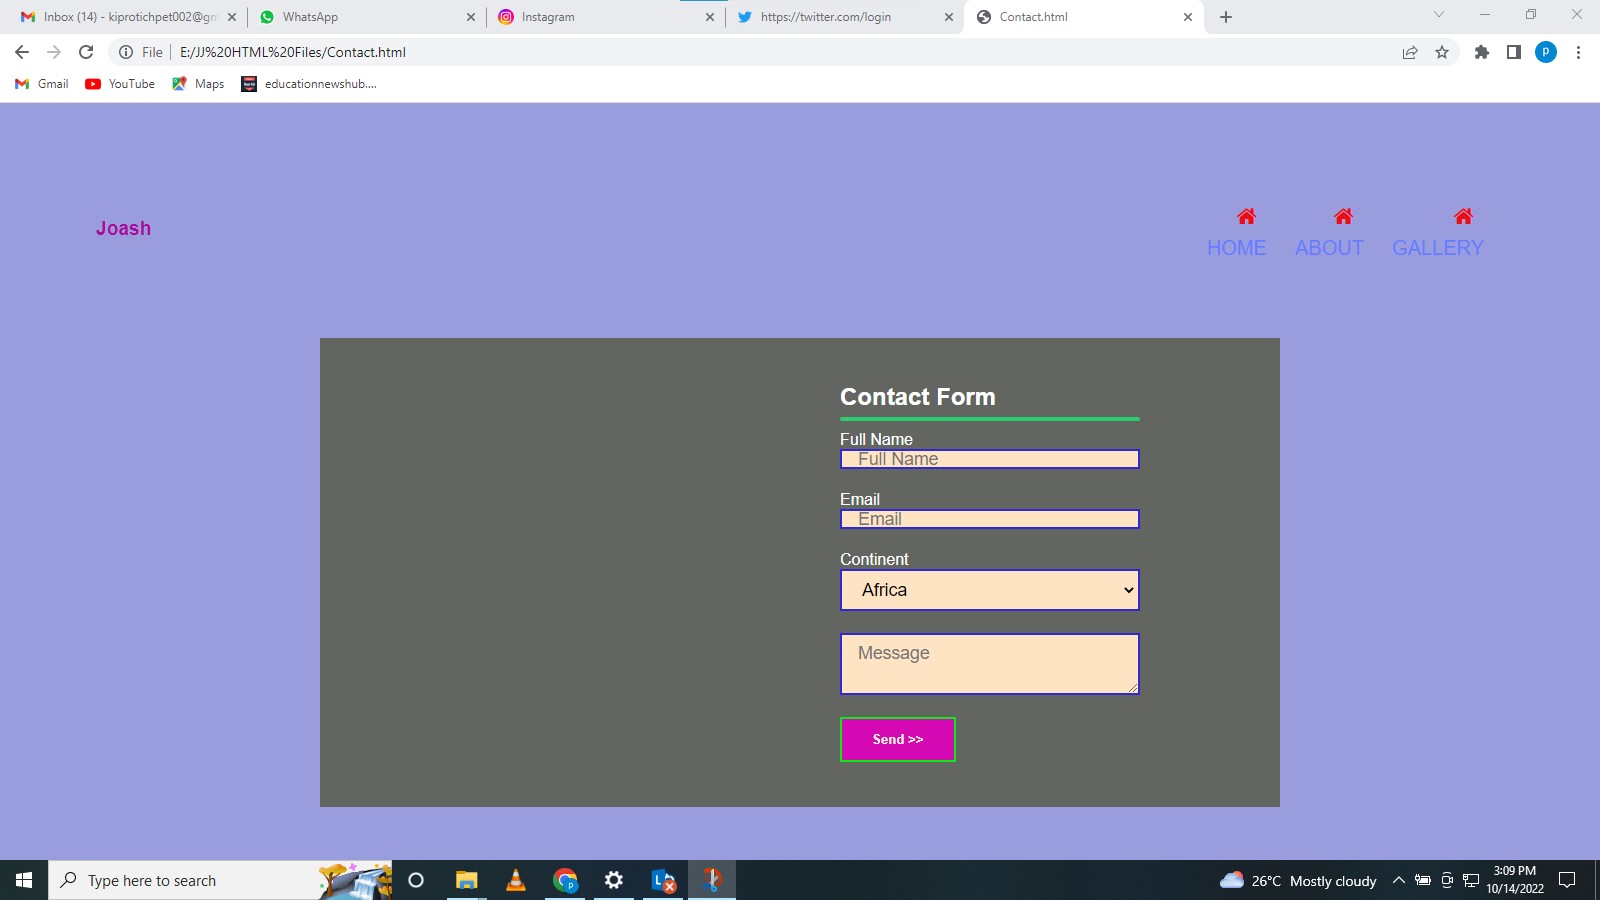 Inbox (14) - kiprotichpet002@gm
WhatsApp
Instagram
https://twitter.com/login
Contact.html
File
E:/JJ%20HTML%20Files/Contact.html
P
Gmail
YouTube
Maps
educationnewshub....
Joash
HOME
ABOUT
GALLERY
Contact Form
Full Name
Full Name
Email
Email
Continent
Africa
Message
Send >>
Type here to search
26°C Mostly cloudy
3:09 PM
10/14/2022